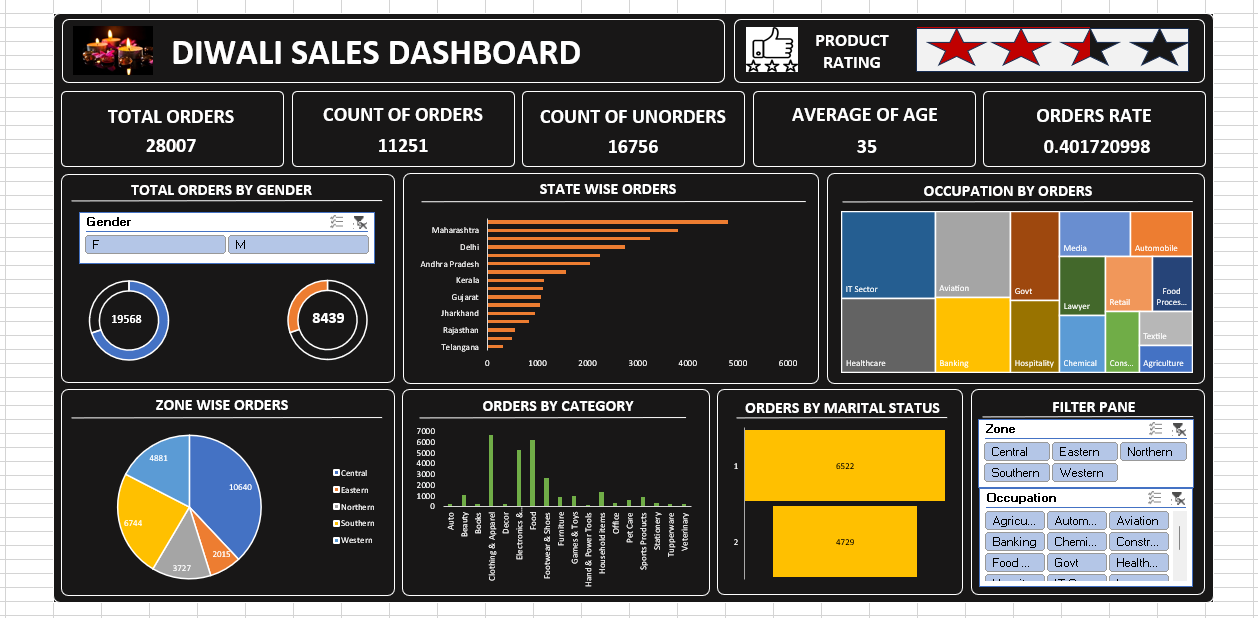 DIWALI SALES DASHBOARD
PRODUCT
RATING
TOTAL ORDERS
28007
COUNT OF ORDERS
11251
COUNT OF UNORDERS
16756
AVERAGE OF AGE
35
ORDERS RATE
0.401720998
TOTAL ORDERS BY GENDER
Gender
F
M
19568
8439
STATE WISE ORDERS
Maharashtra
Delhi
Andhra Pradesh
Kerala
Gujarat
Jharkhand
Rajasthan
Telangana
0 1000 2000 3000 4000 5000 6000
OCCUPATION BY ORDERS
IT Sector
Healthcare
Aviation
Banking
Govt
Hospitality
Media
Automobile
Lawyer
Retail
Food
Proces...
Chemical
Cons...
Textile
Agriculture
ZONE WISE ORDERS
4881
10640
6744
2015
3727
Central
Eastern
Northern
Southern
Western
ORDERS BY CATEGORY
7000
6000
5000
4000
3000
2000
1000
0
Auto
Beauty
Books
Clothing & Apparel
Decor
Electronics &
Food
Footwear & Shoes
Furniture
Games & Toys
Hand & Power Tools
Household items
Office
Pet Care
Sports Products
Stationery
Tupperware
Veterinary
ORDERS BY MARITAL STATUS
1
6522
2
4729
FILTER PANE
Zone
Central Eastern Northern
Southern Western
Occupation
Agricu... Autom... Aviation
Banking Chemi... Constr...
Food ... Govt Health...